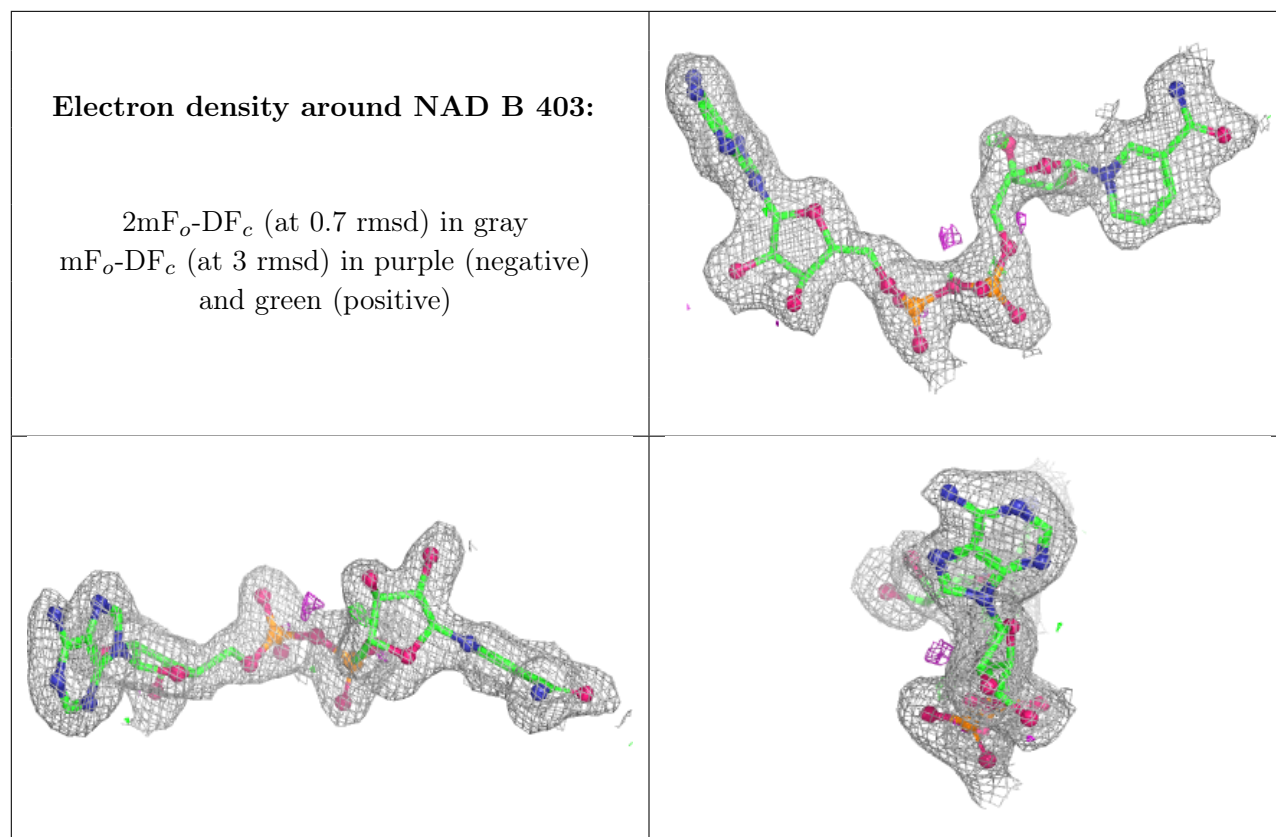 Electron density around NAD B 403:
2mFo-DFc (at 0.7 rmsd) in gray
mFo-DFc (at 3 rmsd) in purple (negative)
and green (positive)